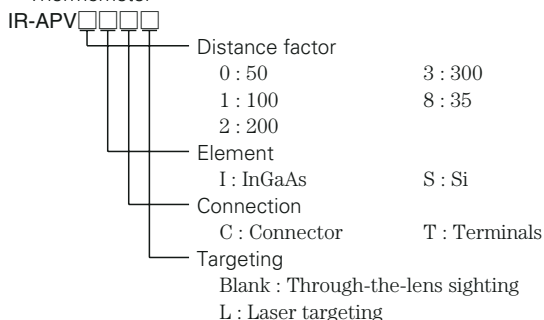 Thermometer
IR-APV□□□□
Distance factor
0 : 50 3 : 300
1 : 100 8 : 35
2 : 200
Element
I : InGaAs S : Si
Connection
C : Connector T : Terminals
Targeting
Blank : Through-the-lens sighting
L : Laser targeting